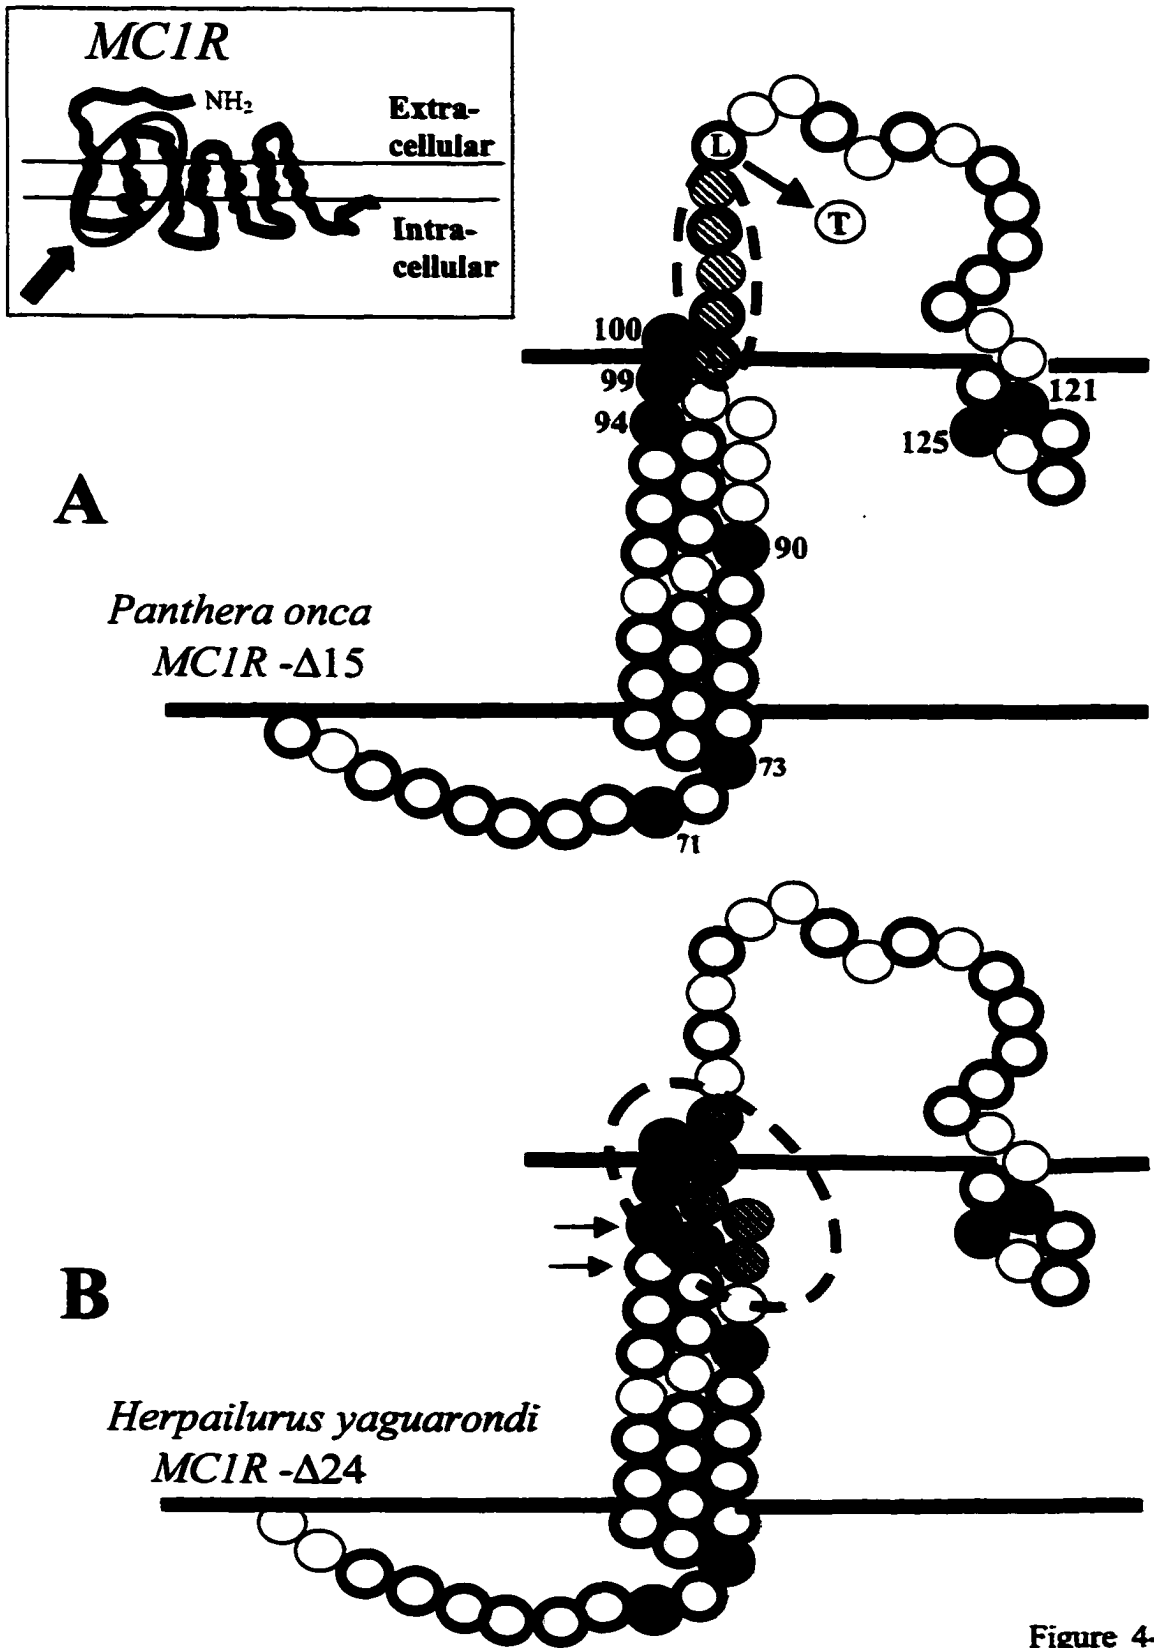 MC1R
NH₂
Extra-
cellular
Intra-
cellular
L
T
100
99
94
121
125
90
A
Panthera onca
MC1R -Δ15
73
71
B
Herpailurus yaguarondi
MC1R -Δ24
Figure 4-